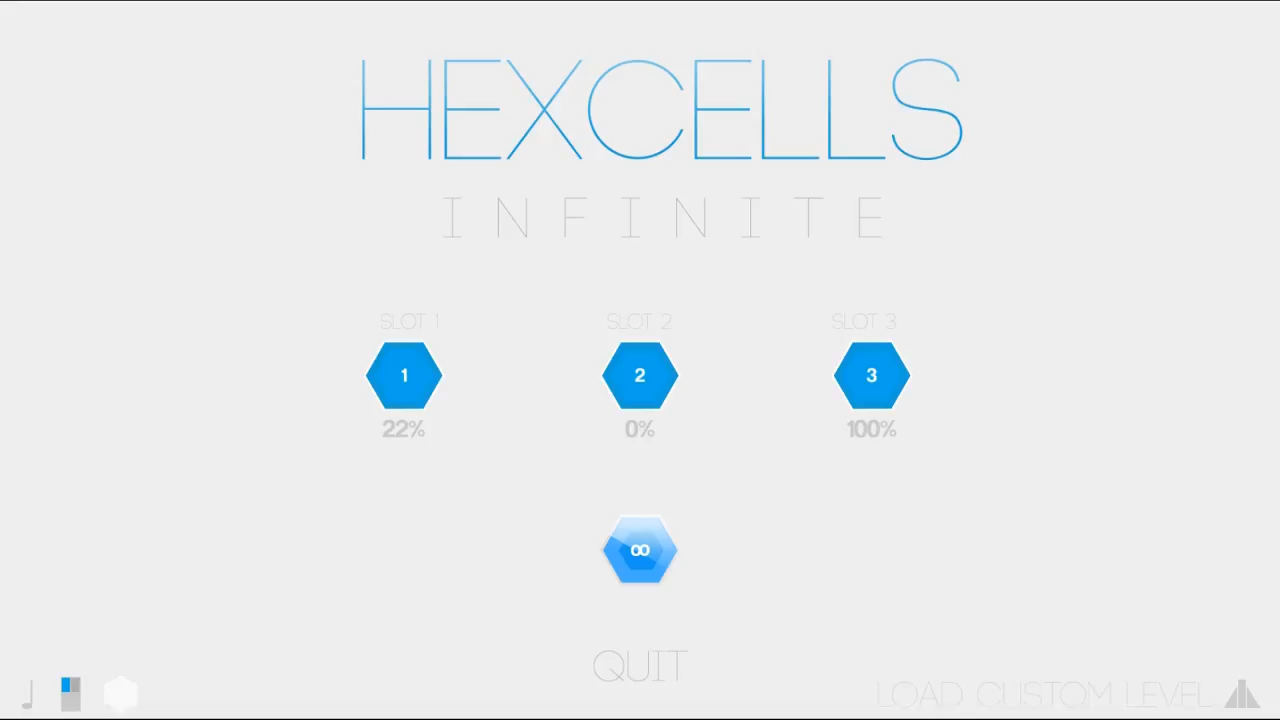 HEXCELLS
INFINITE
SLOT 1 SLOT 2 SLOT 3
1 2 3
22% 0% 100%
∞
QUIT
LOAD CUSTOM LEVEL